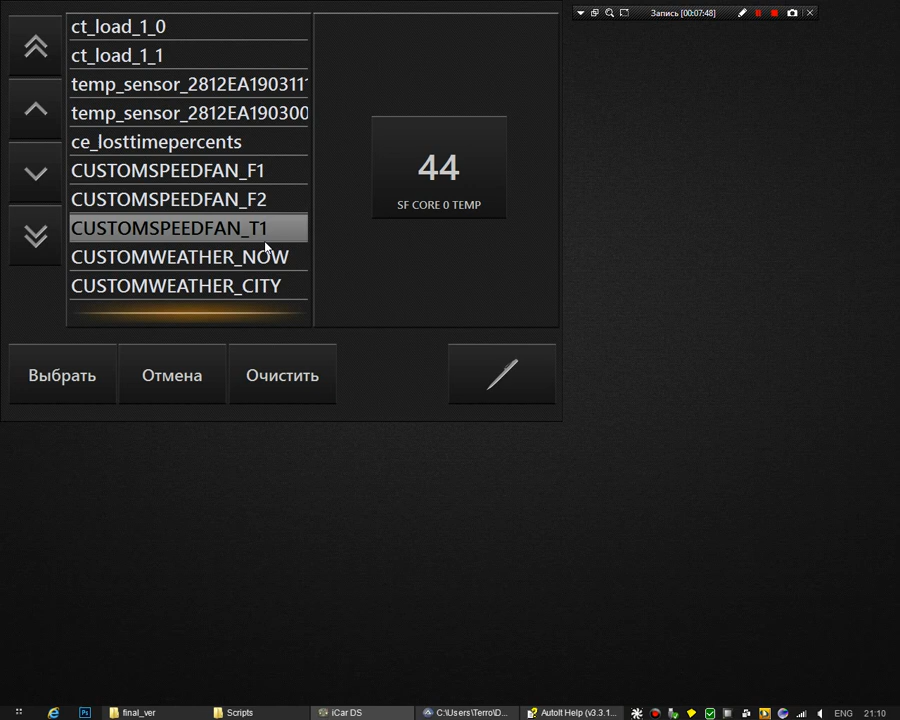 Запись [00:07:48]
ct_load_1_0
ct_load_1_1
temp_sensor_2812EA190311
temp_sensor_2812EA190300
ce_losttimepercents
CUSTOMSPEEDFAN_F1
CUSTOMSPEEDFAN_F2
CUSTOMSPEEDFAN_T1
CUSTOMWEATHER_NOW
CUSTOMWEATHER_CITY
44
SF CORE 0 TEMP
Выбрать
Отмена
Очистить
Ps
final_ver
Scripts
iCar DS
C:\Users\Terro\D...
AutoIt Help (v3.3.1...
ENG
21:10